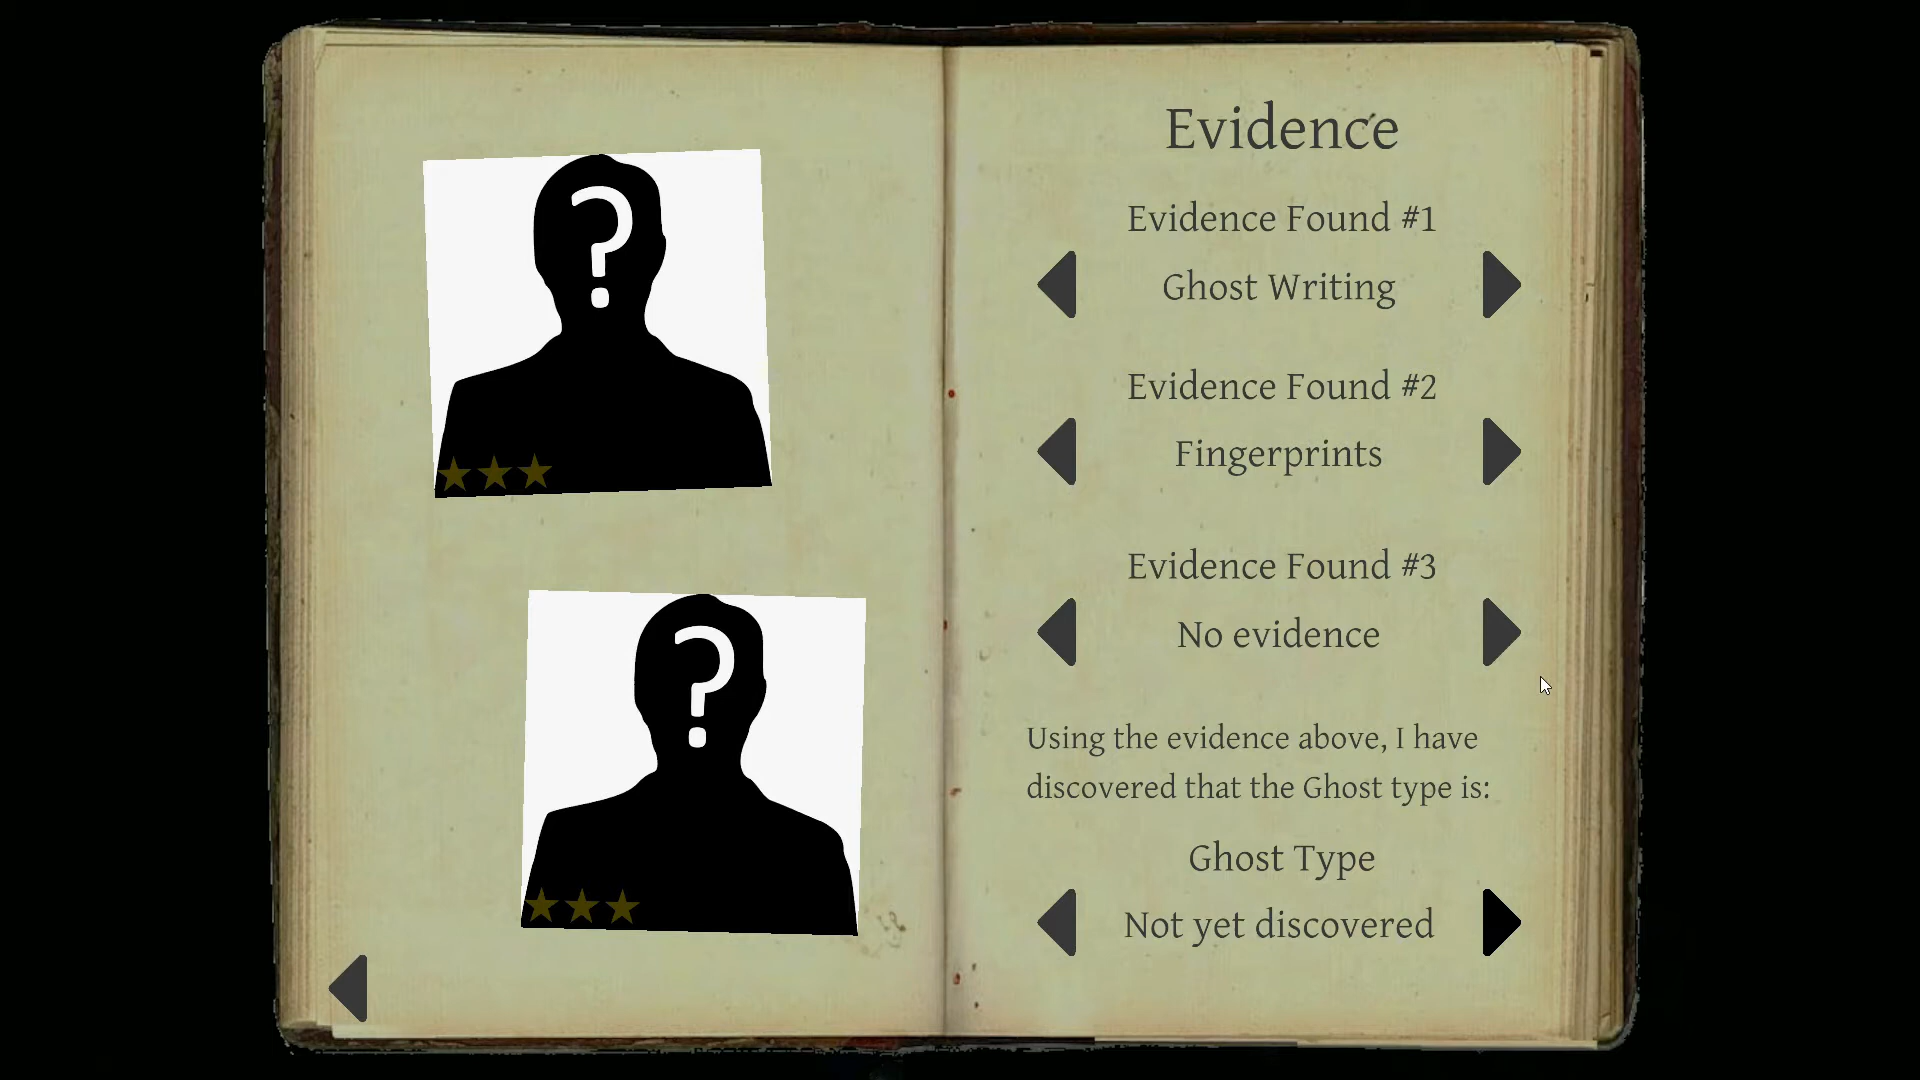 ?
?
Evidence
Evidence Found #1
Ghost Writing
Evidence Found #2
Fingerprints
Evidence Found #3
No evidence
Using the evidence above, I have
discovered that the Ghost type is:
Ghost Type
Not yet discovered